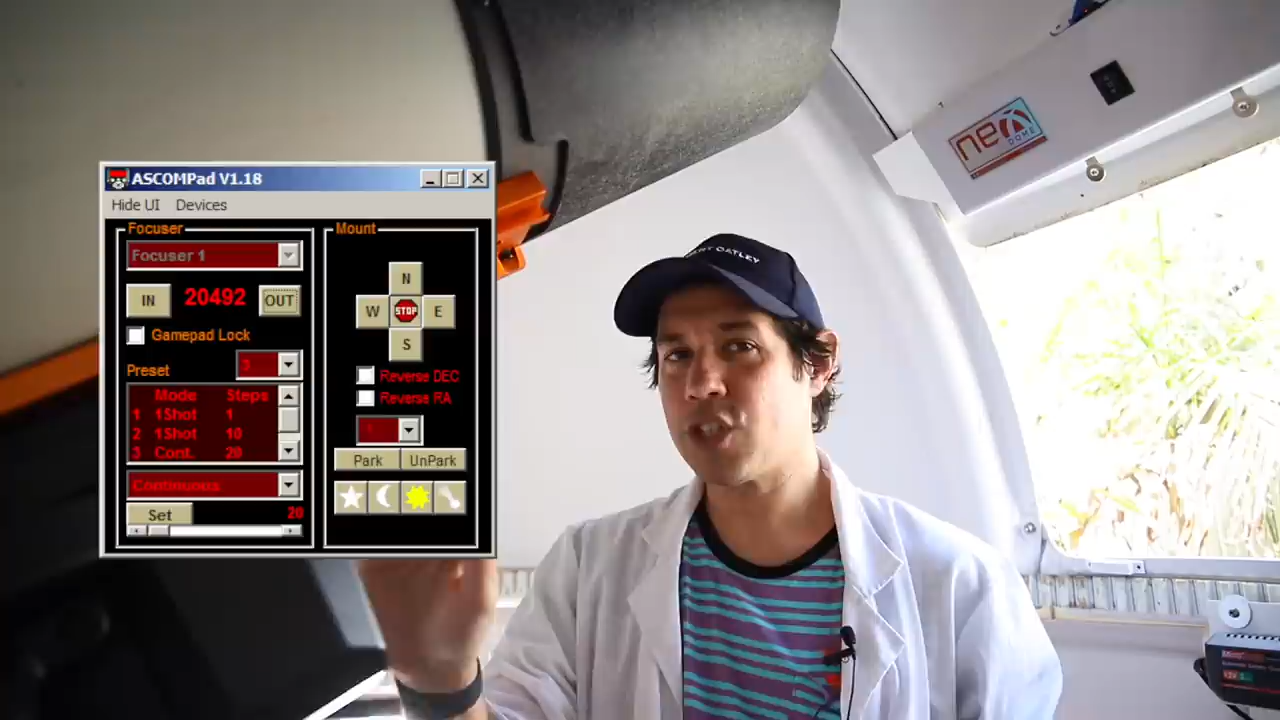 ASCOMPad V1.18
Hide UI Devices
Focuser
Focuser 1
IN 20492 OUT
Gamepad Lock
Preset 3
Mode Steps
1 1Shot 1
2 1Shot 10
3 Cont. 20
Continuous
Set 20
Mount
N
W STOP E
S
Reverse DEC
Reverse RA
Park UnPark
OATLEY
nex
DOME